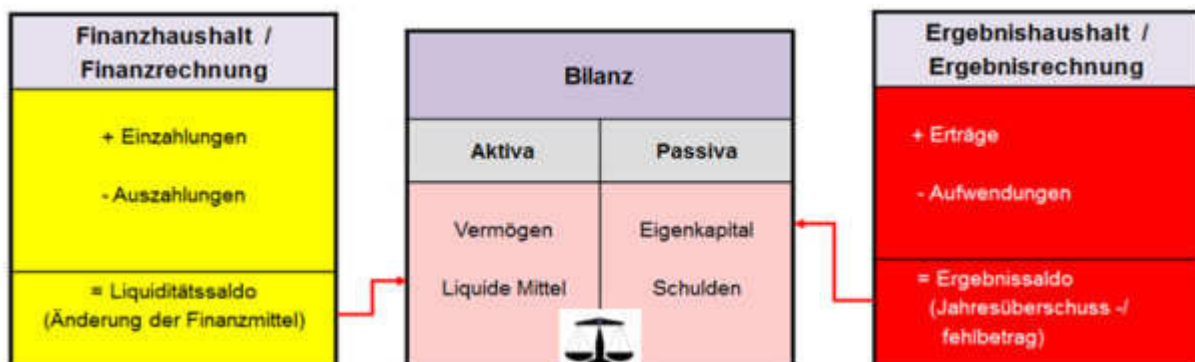 Finanzhaushalt /
Finanzrechnung
+ Einzahlungen
- Auszahlungen
= Liquiditätssaldo
(Änderung der Finanzmittel)
Bilanz
Aktiva
Passiva
Vermögen
Eigenkapital
Liquide Mittel
Schulden
Ergebnishaushalt /
Ergebnisrechnung
+ Erträge
- Aufwendungen
= Ergebnissaldo
(Jahresüberschuss -/
fehlbetrag)